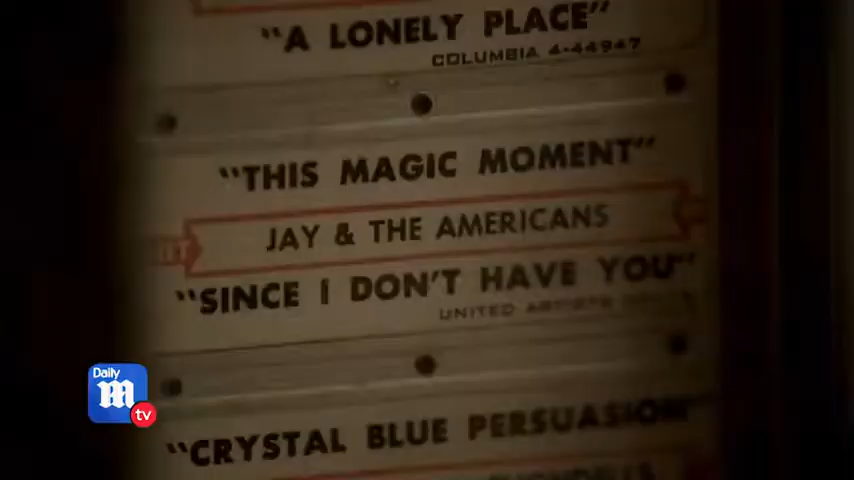 "A LONELY PLACE"
COLUMBIA 4-44947
"THIS MAGIC MOMENT"
JAY & THE AMERICANS
"SINCE I DON'T HAVE YOU"
UNITED ARTISTS
"CRYSTAL BLUE PERSUASION"
Daily
M
tv